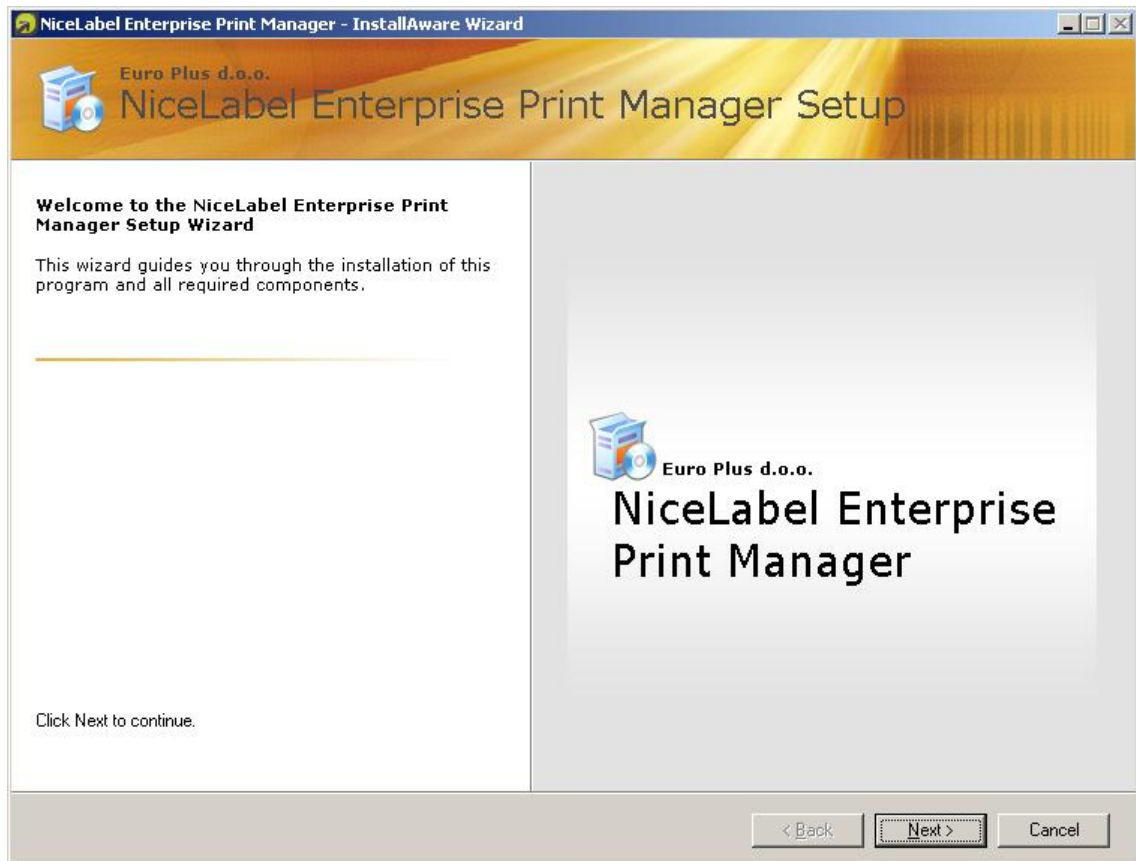 NiceLabel Enterprise Print Manager - InstallAware Wizard
Euro Plus d.o.o.
NiceLabel Enterprise Print Manager Setup
Welcome to the NiceLabel Enterprise Print
Manager Setup Wizard
This wizard guides you through the installation of this
program and all required components.
Euro Plus d.o.o.
NiceLabel Enterprise
Print Manager
Click Next to continue.
< Back
Next >
Cancel